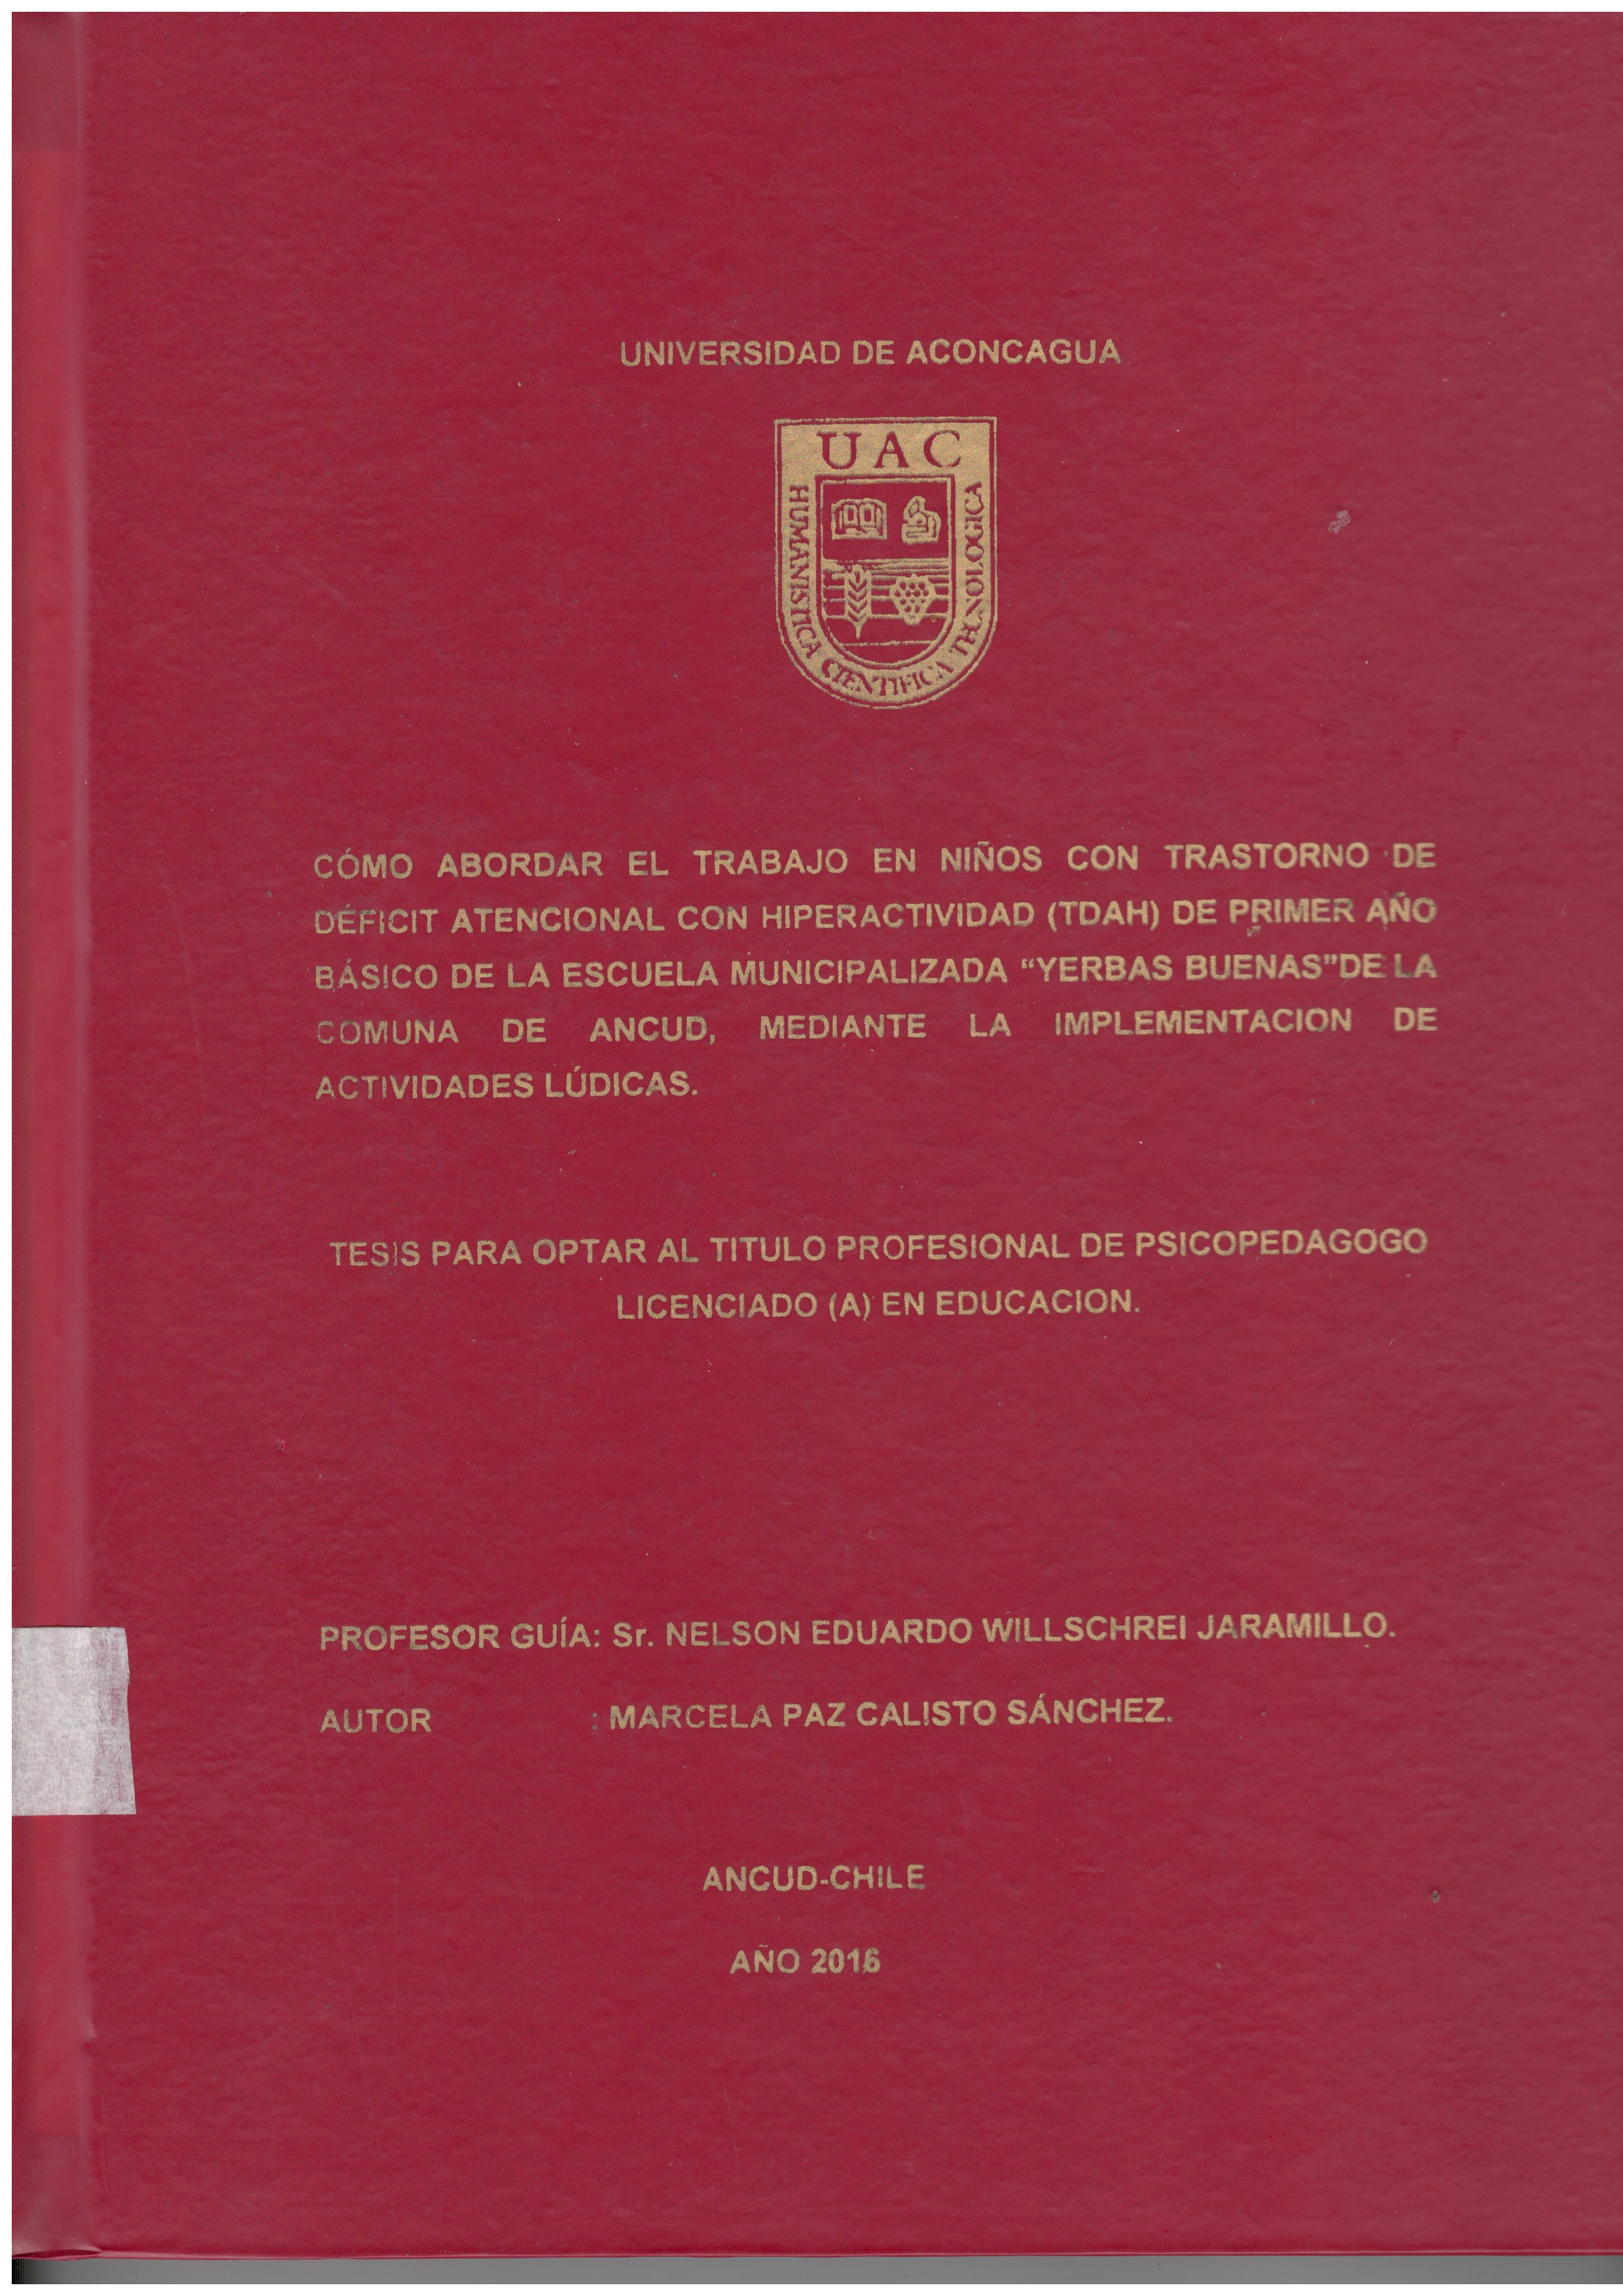 UNIVERSIDAD DE ACONCAGUA
UAC
HUMANISTICA CIENTIFICA TECNOLOGICA
CÓMO ABORDAR EL TRABAJO EN NIÑOS CON TRASTORNO DE
DÉFICIT ATENCIONAL CON HIPERACTIVIDAD (TDAH) DE PRIMER AÑO
BÁSICO DE LA ESCUELA MUNICIPALIZADA “YERBAS BUENAS”DE LA
COMUNA DE ANCUD, MEDIANTE LA IMPLEMENTACION DE
ACTIVIDADES LÚDICAS.
TESIS PARA OPTAR AL TITULO PROFESIONAL DE PSICOPEDAGOGO
LICENCIADO (A) EN EDUCACION.
PROFESOR GUÍA: Sr. NELSON EDUARDO WILLSCHREI JARAMILLO.
AUTOR : MARCELA PAZ CALISTO SÁNCHEZ.
ANCUD-CHILE
AÑO 2016